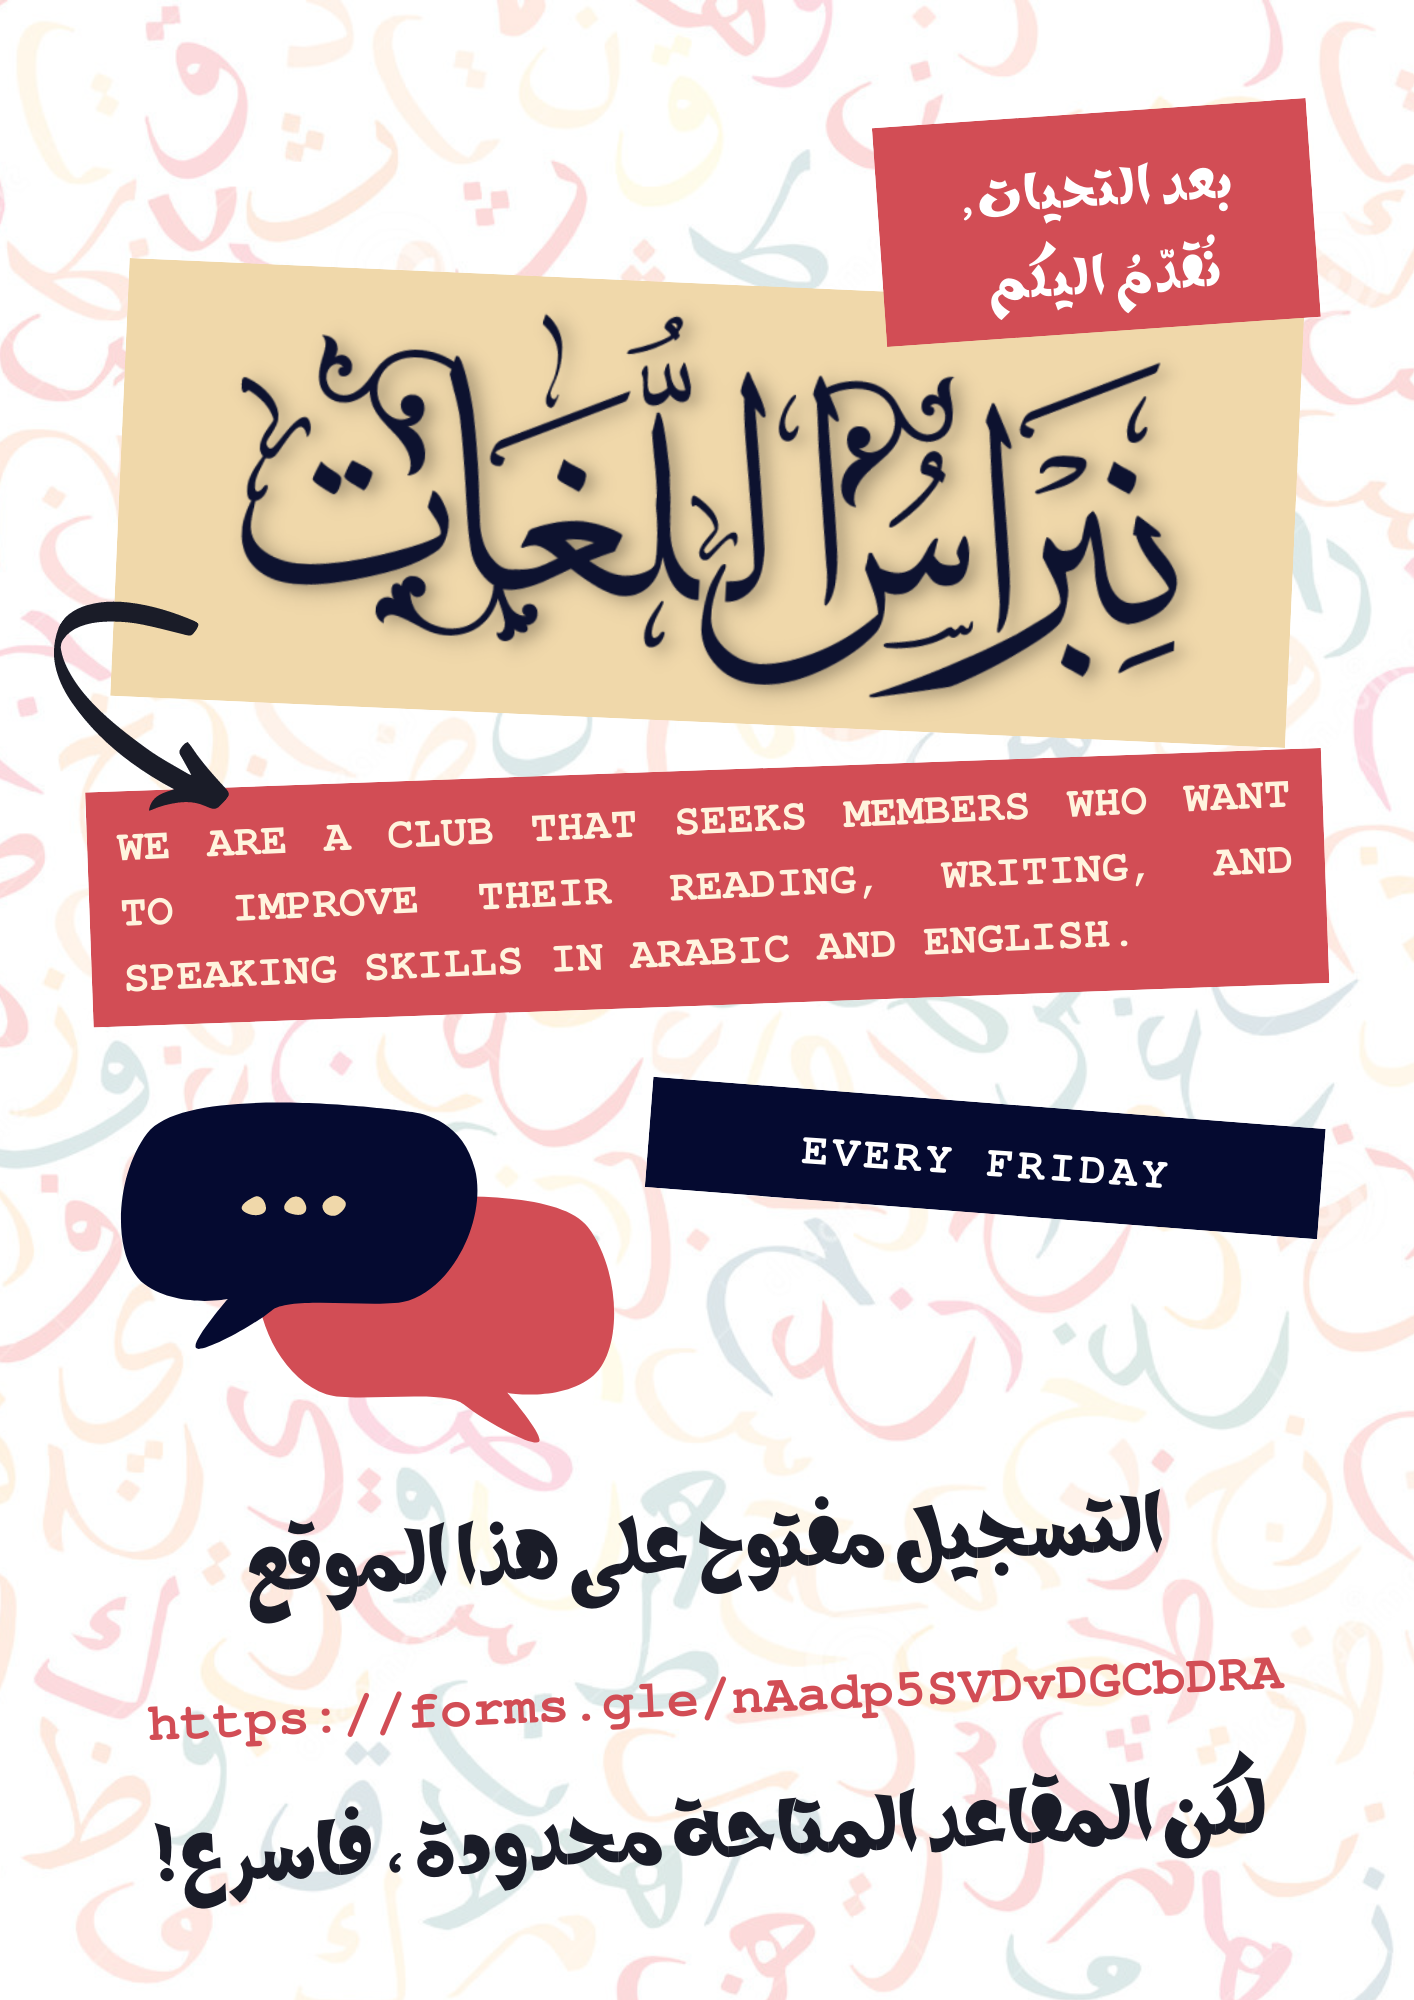 بعد التحيات،
نُقَدّمُ اليكم
نِبْرَاسُ اللُّغَاتِ
WE ARE A CLUB THAT SEEKS MEMBERS WHO WANT
TO IMPROVE THEIR READING, WRITING, AND
SPEAKING SKILLS IN ARABIC AND ENGLISH.
EVERY FRIDAY
التسجيل مفتوح على هذا الموقع
https://forms.gle/nAadp5SVDvDGCbDRA
لكن المقاعد المتاحة محدودة ، فاسرع!